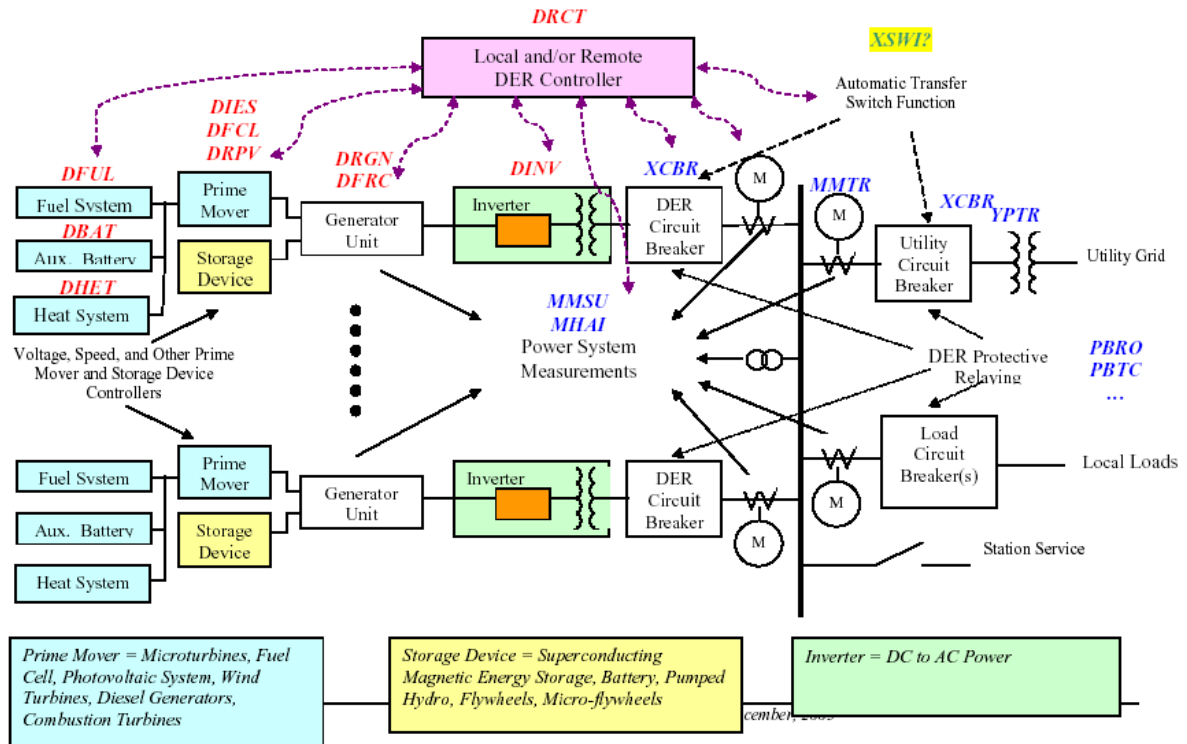 DRCT
XSWI?
Local and/or Remote
DER Controller
Automatic Transfer
Switch Function
DIES
DFCL
DRPV
DRGN
DFRC
DINV
XCBR
MMTR
XCBR
YPTR
DFUL
Fuel System
DBAT
Aux. Battery
DHET
Heat System
Prime
Mover
Storage
Device
Generator
Unit
Inverter
DER
Circuit
Breaker
M
M
Utility
Circuit
Breaker
Utility Grid
MMSU
MHAI
Power System
Measurements
Voltage, Speed, and Other Prime
Mover and Storage Device
Controllers
DER Protective
Relaying
PBRO
PBTC
...
Fuel System
Aux. Battery
Heat System
Prime
Mover
Storage
Device
Generator
Unit
Inverter
DER
Circuit
Breaker
M
M
Load
Circuit
Breaker(s)
Local Loads
Station Service
Prime Mover = Microturbines, Fuel
Cell, Photovoltaic System, Wind
Turbines, Diesel Generators,
Combustion Turbines
Storage Device = Superconducting
Magnetic Energy Storage, Battery, Pumped
Hydro, Flywheels, Micro-flywheels
Inverter = DC to AC Power